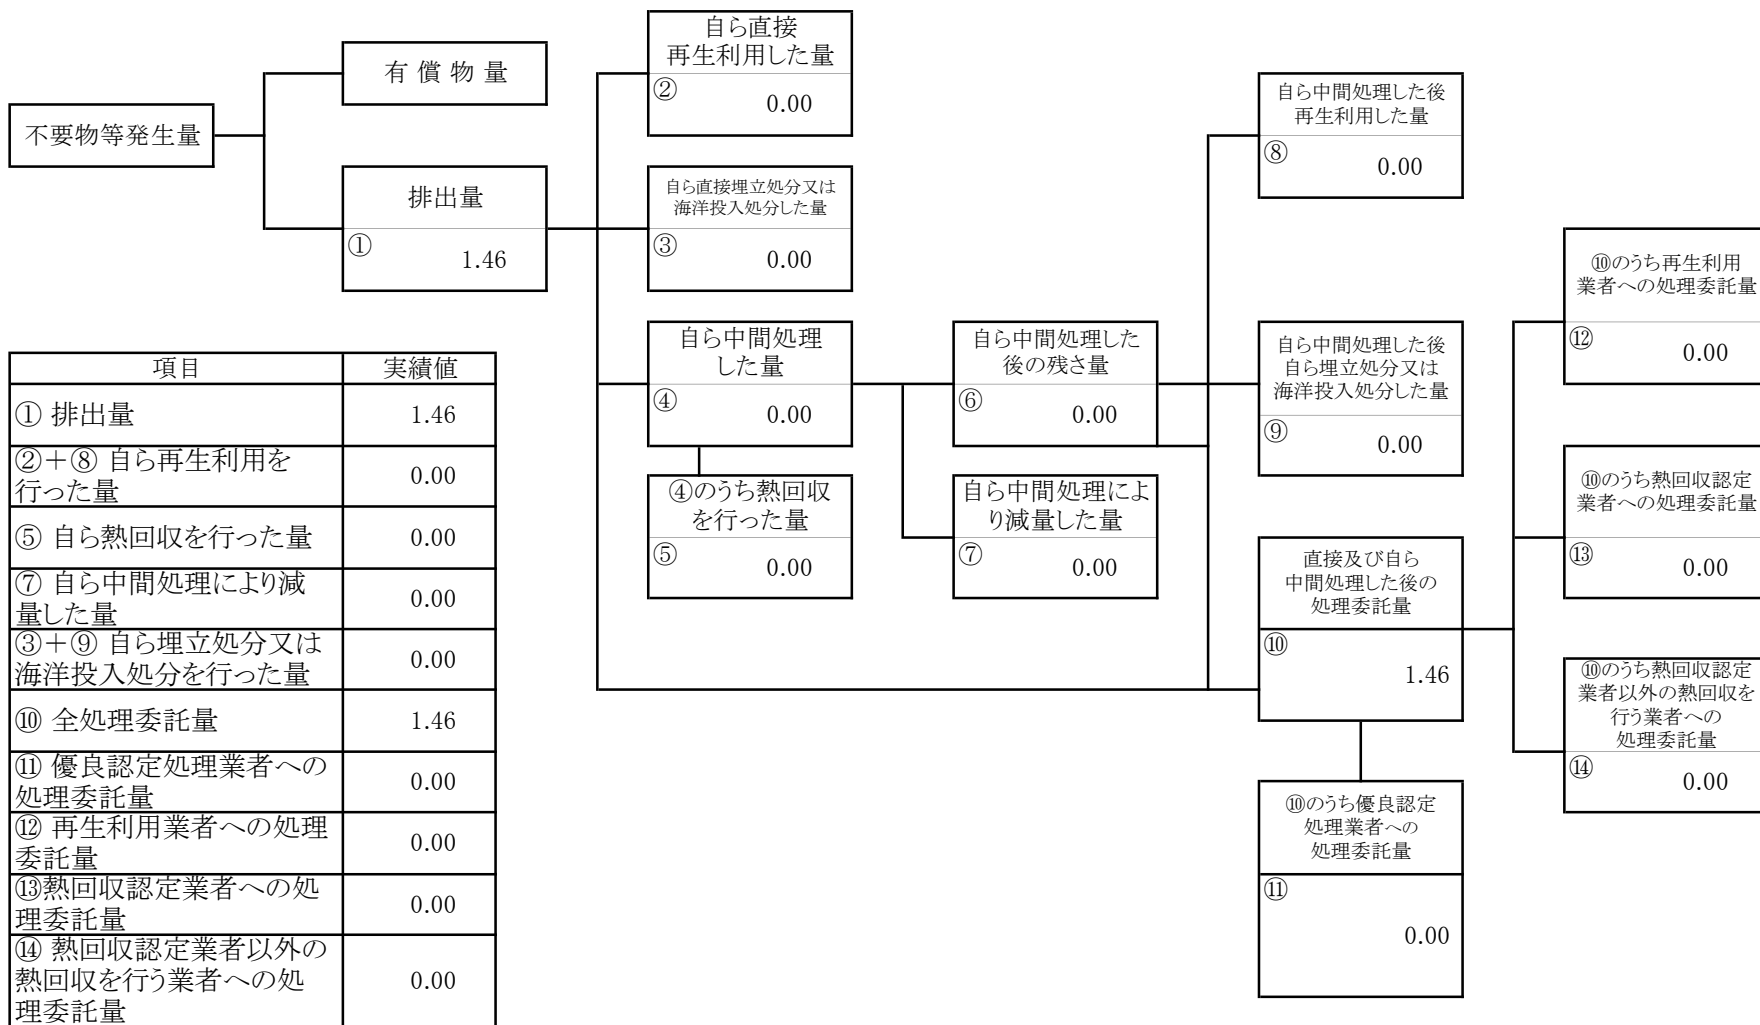 不要物等発生量
有 償 物 量
排出量
①
1.46
自ら直接
再生利用した量
②
0.00
自ら直接埋立処分又は
海洋投入処分した量
③
0.00
自ら中間処理
した量
④
0.00
④のうち熱回収
を行った量
⑤
0.00
自ら中間処理した
後の残さ量
⑥
0.00
自ら中間処理によ
り減量した量
⑦
0.00
自ら中間処理した後
再生利用した量
⑧
0.00
自ら中間処理した後
自ら埋立処分又は
海洋投入処分した量
⑨
0.00
直接及び自ら
中間処理した後の
処理委託量
⑩
1.46
⑩のうち優良認定
処理業者への
処理委託量
⑪
0.00
⑩のうち再生利用
業者への処理委託量
⑫
0.00
⑩のうち熱回収認定
業者への処理委託量
⑬
0.00
⑩のうち熱回収認定
業者以外の熱回収を
行う業者への
処理委託量
⑭
0.00
項目 実績値
① 排出量 1.46
②＋⑧ 自ら再生利用を
行った量 0.00
⑤ 自ら熱回収を行った量 0.00
⑦ 自ら中間処理により減
量した量 0.00
③＋⑨ 自ら埋立処分又は
海洋投入処分を行った量 0.00
⑩ 全処理委託量 1.46
⑪ 優良認定処理業者への
処理委託量 0.00
⑫ 再生利用業者への処理
委託量 0.00
⑬熱回収認定業者への処
理委託量 0.00
⑭ 熱回収認定業者以外の
熱回収を行う業者への処
理委託量 0.00